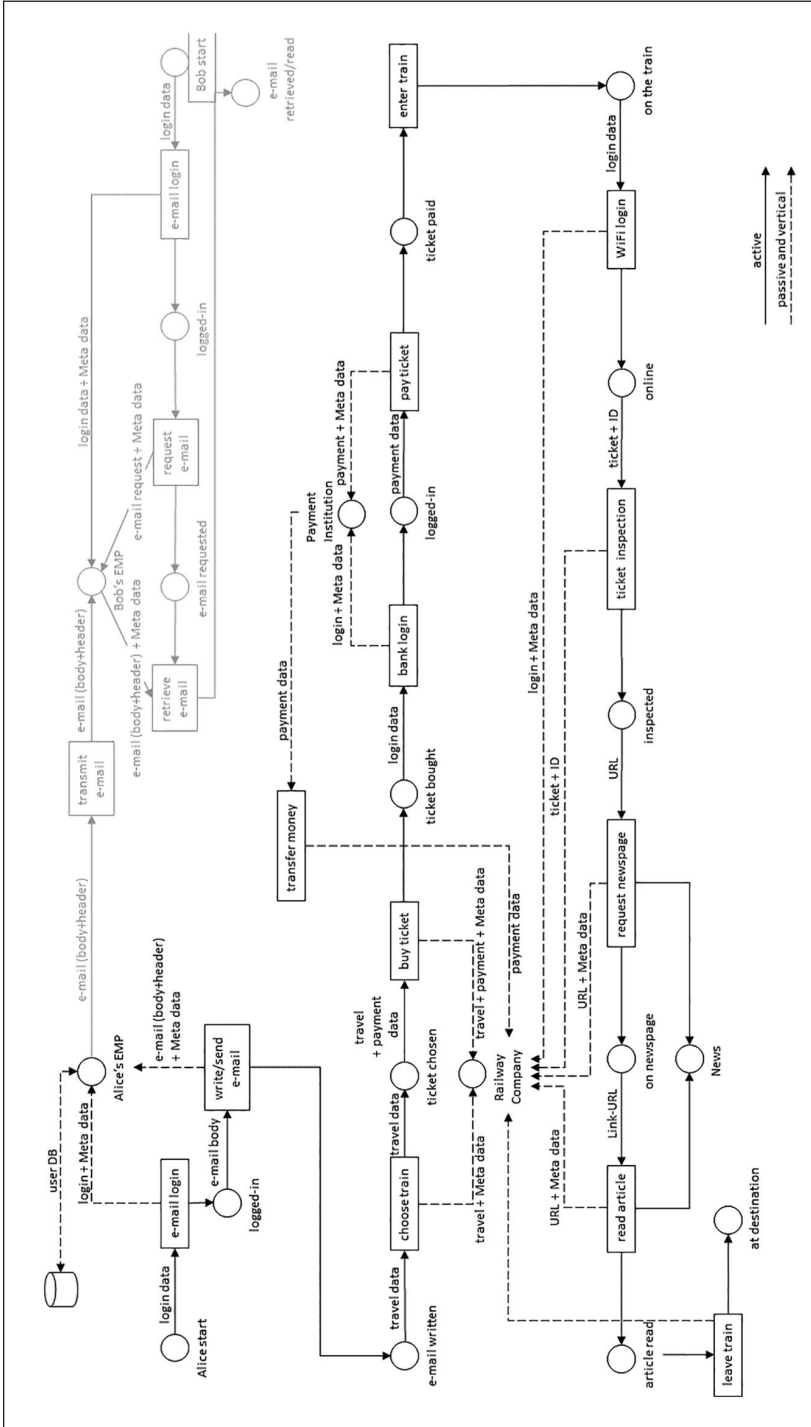 user DB
Alice start
login data
e-mail login
login + Meta data
logged-in
e-mail body
write/send
e-mail
e-mail (body+header)
+ Meta data
Alice's EMP
e-mail (body+header)
transmit
e-mail
e-mail (body+header)
Bob's EMP
e-mail (body+header) + Meta data
retrieve
e-mail
e-mail requested
e-mail request + Meta data
request
e-mail
logged-in
login data + Meta data
e-mail login
login data
Bob start
e-mail
retrieved/read
e-mail written
travel data
choose train
travel + Meta data
travel data
ticket chosen
travel
+ payment
data
buy ticket
travel + payment + Meta data
ticket bought
transfer money
payment data
payment data
login data
bank login
login + Meta data
Payment
Institution
logged-in
payment data
payment + Meta data
pay ticket
ticket paid
enter train
on the train
login data
WiFi login
login + Meta data
online
ticket + ID
ticket inspection
ticket + ID
inspected
URL
request newspage
URL + Meta data
Railway
Company
on newspage
News
Link-URL
URL + Meta data
read article
article read
leave train
at destination
active
passive and vertical